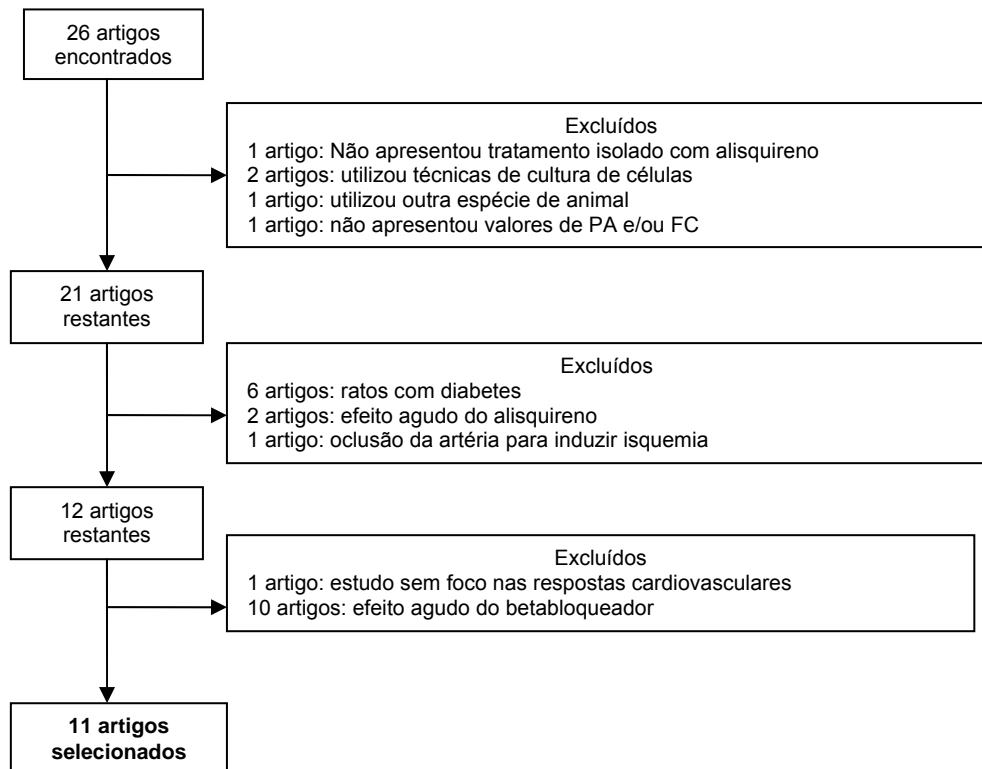 26 artigos
encontrados
Excluídos
1 artigo: Não apresentou tratamento isolado com alisquireno
2 artigos: utilizou técnicas de cultura de células
1 artigo: utilizou outra espécie de animal
1 artigo: não apresentou valores de PA e/ou FC
21 artigos
restantes
Excluídos
6 artigos: ratos com diabetes
2 artigos: efeito agudo do alisquireno
1 artigo: oclusão da artéria para induzir isquemia
12 artigos
restantes
Excluídos
1 artigo: estudo sem foco nas respostas cardiovasculares
10 artigos: efeito agudo do betabloqueador
11 artigos
selecionados